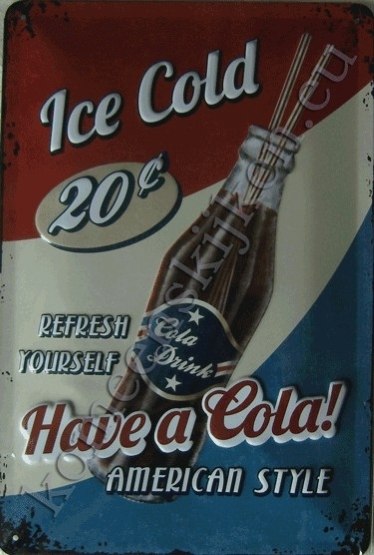 Ice Cold
20¢
REFRESH
YOURSELF
Cola
Drink
Have a Cola!
AMERICAN STYLE